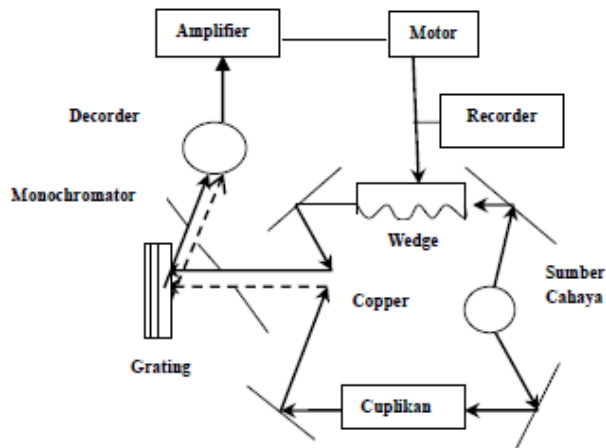 Amplifier
Motor
Decorder
Recorder
Monochromator
Wedge
Sumber
Cahaya
Copper
Grating
Cuplikan